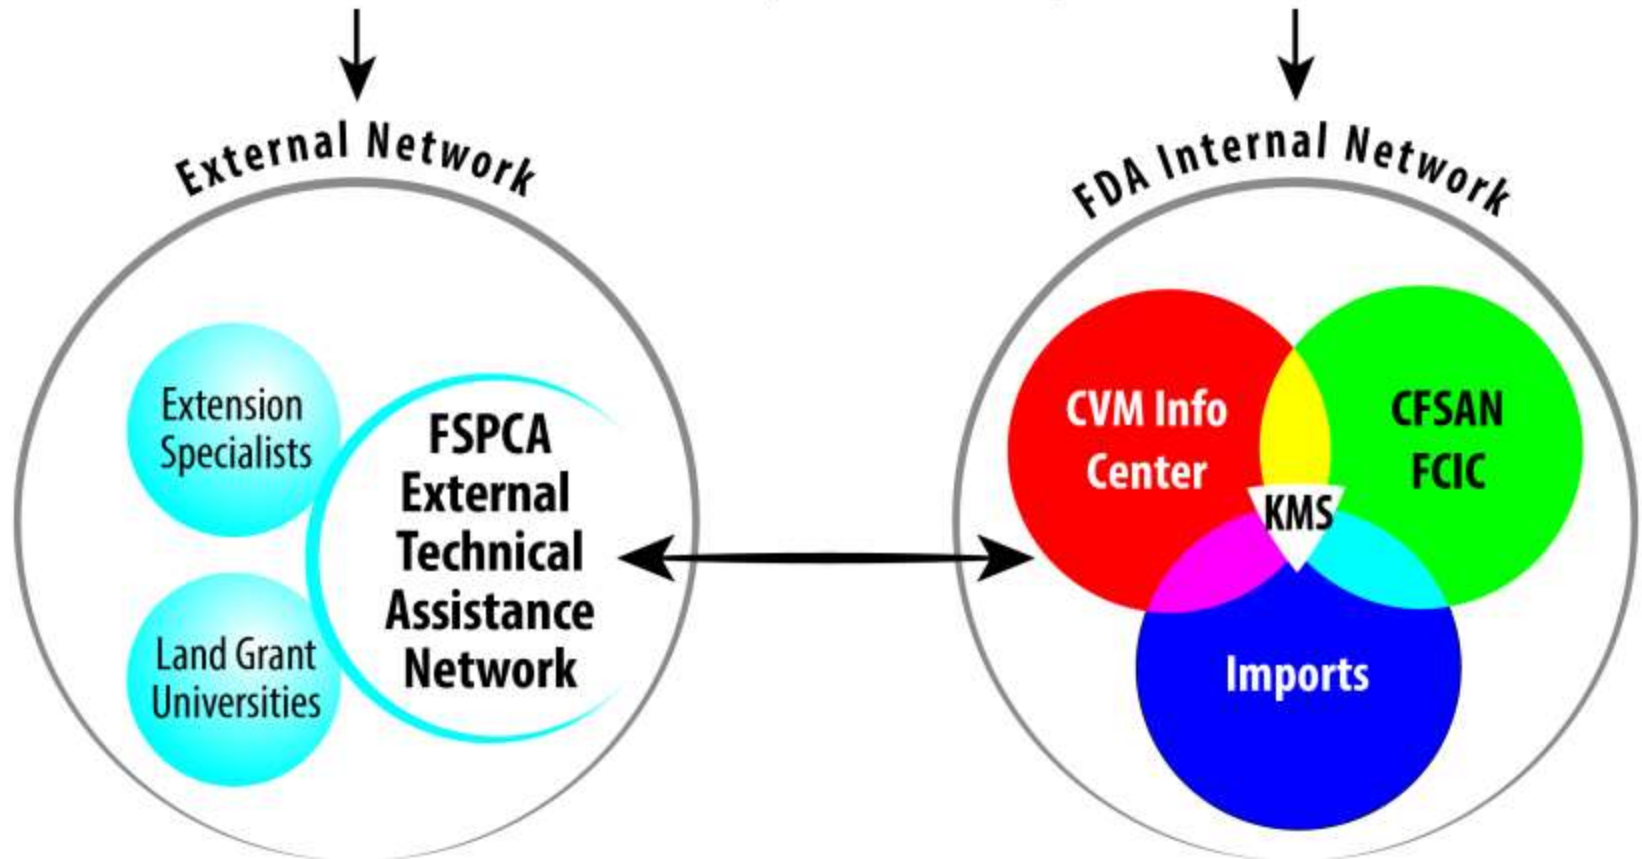 External Network
FDA Internal Network
Extension
Specialists
FSPCA
External
Technical
Assistance
Network
Land Grant
Universities
CVM Info
Center
CFSAN
FCIC
KMS
Imports